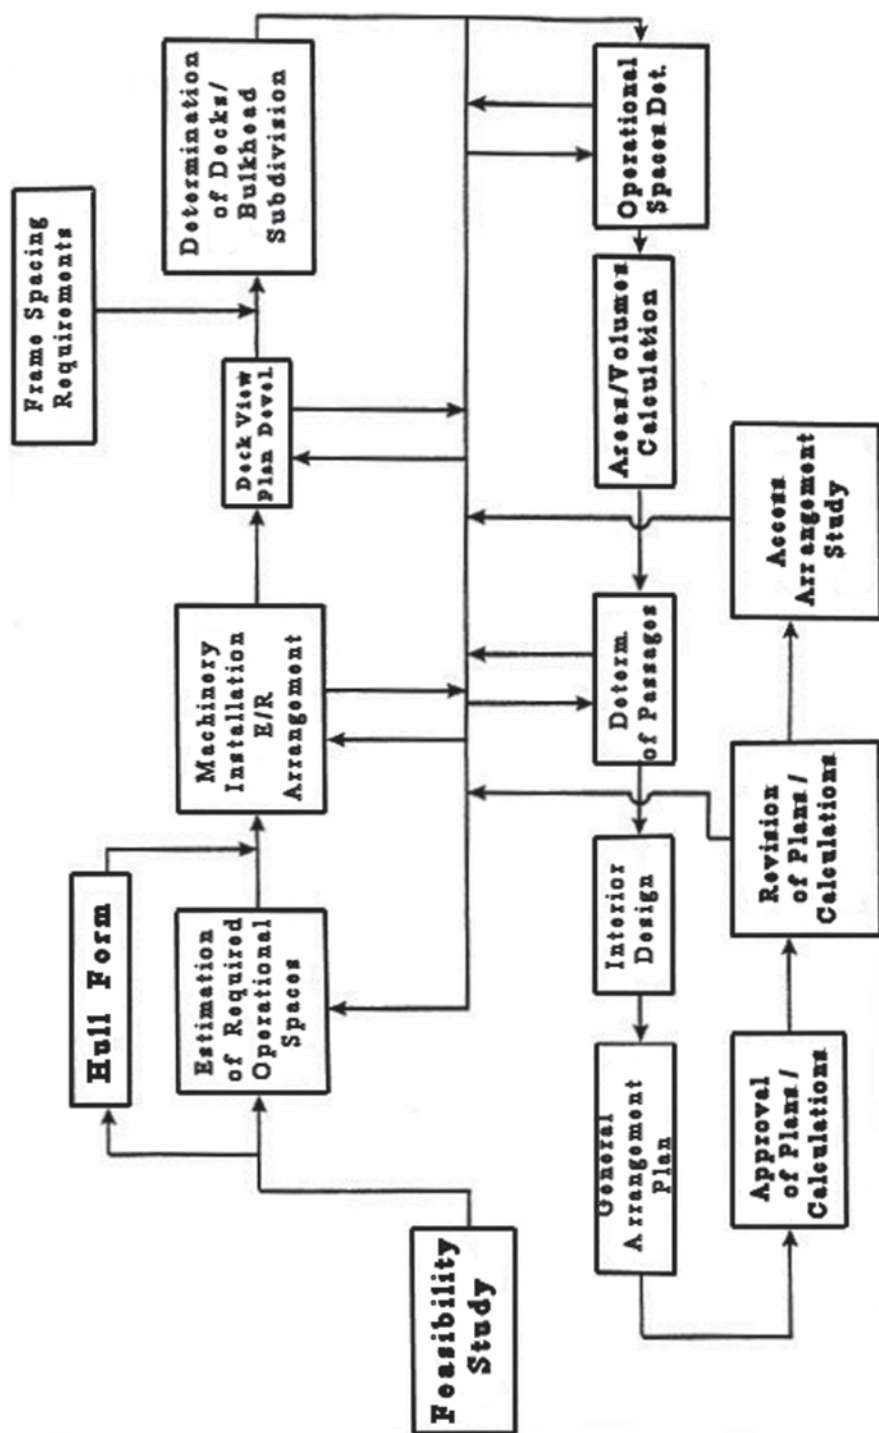 Feasibility
Study
Hull Form
Estimation
of Required
Operational
Spaces
Machinery
Installation
E/R
Arrangement
Deck View
Plan Devel.
Frame Spacing
Requirements
Determination
of Decks/
Bulkhead
Subdivision
Operational
Spaces Det.
Areas/Volumes
Calculation
Determ.
of Passages
Interior
Design
General
Arrangement
Plan
Approval
of Plans/
Calculations
Revision
of Plans/
Calculations
Access
Arrangement
Study